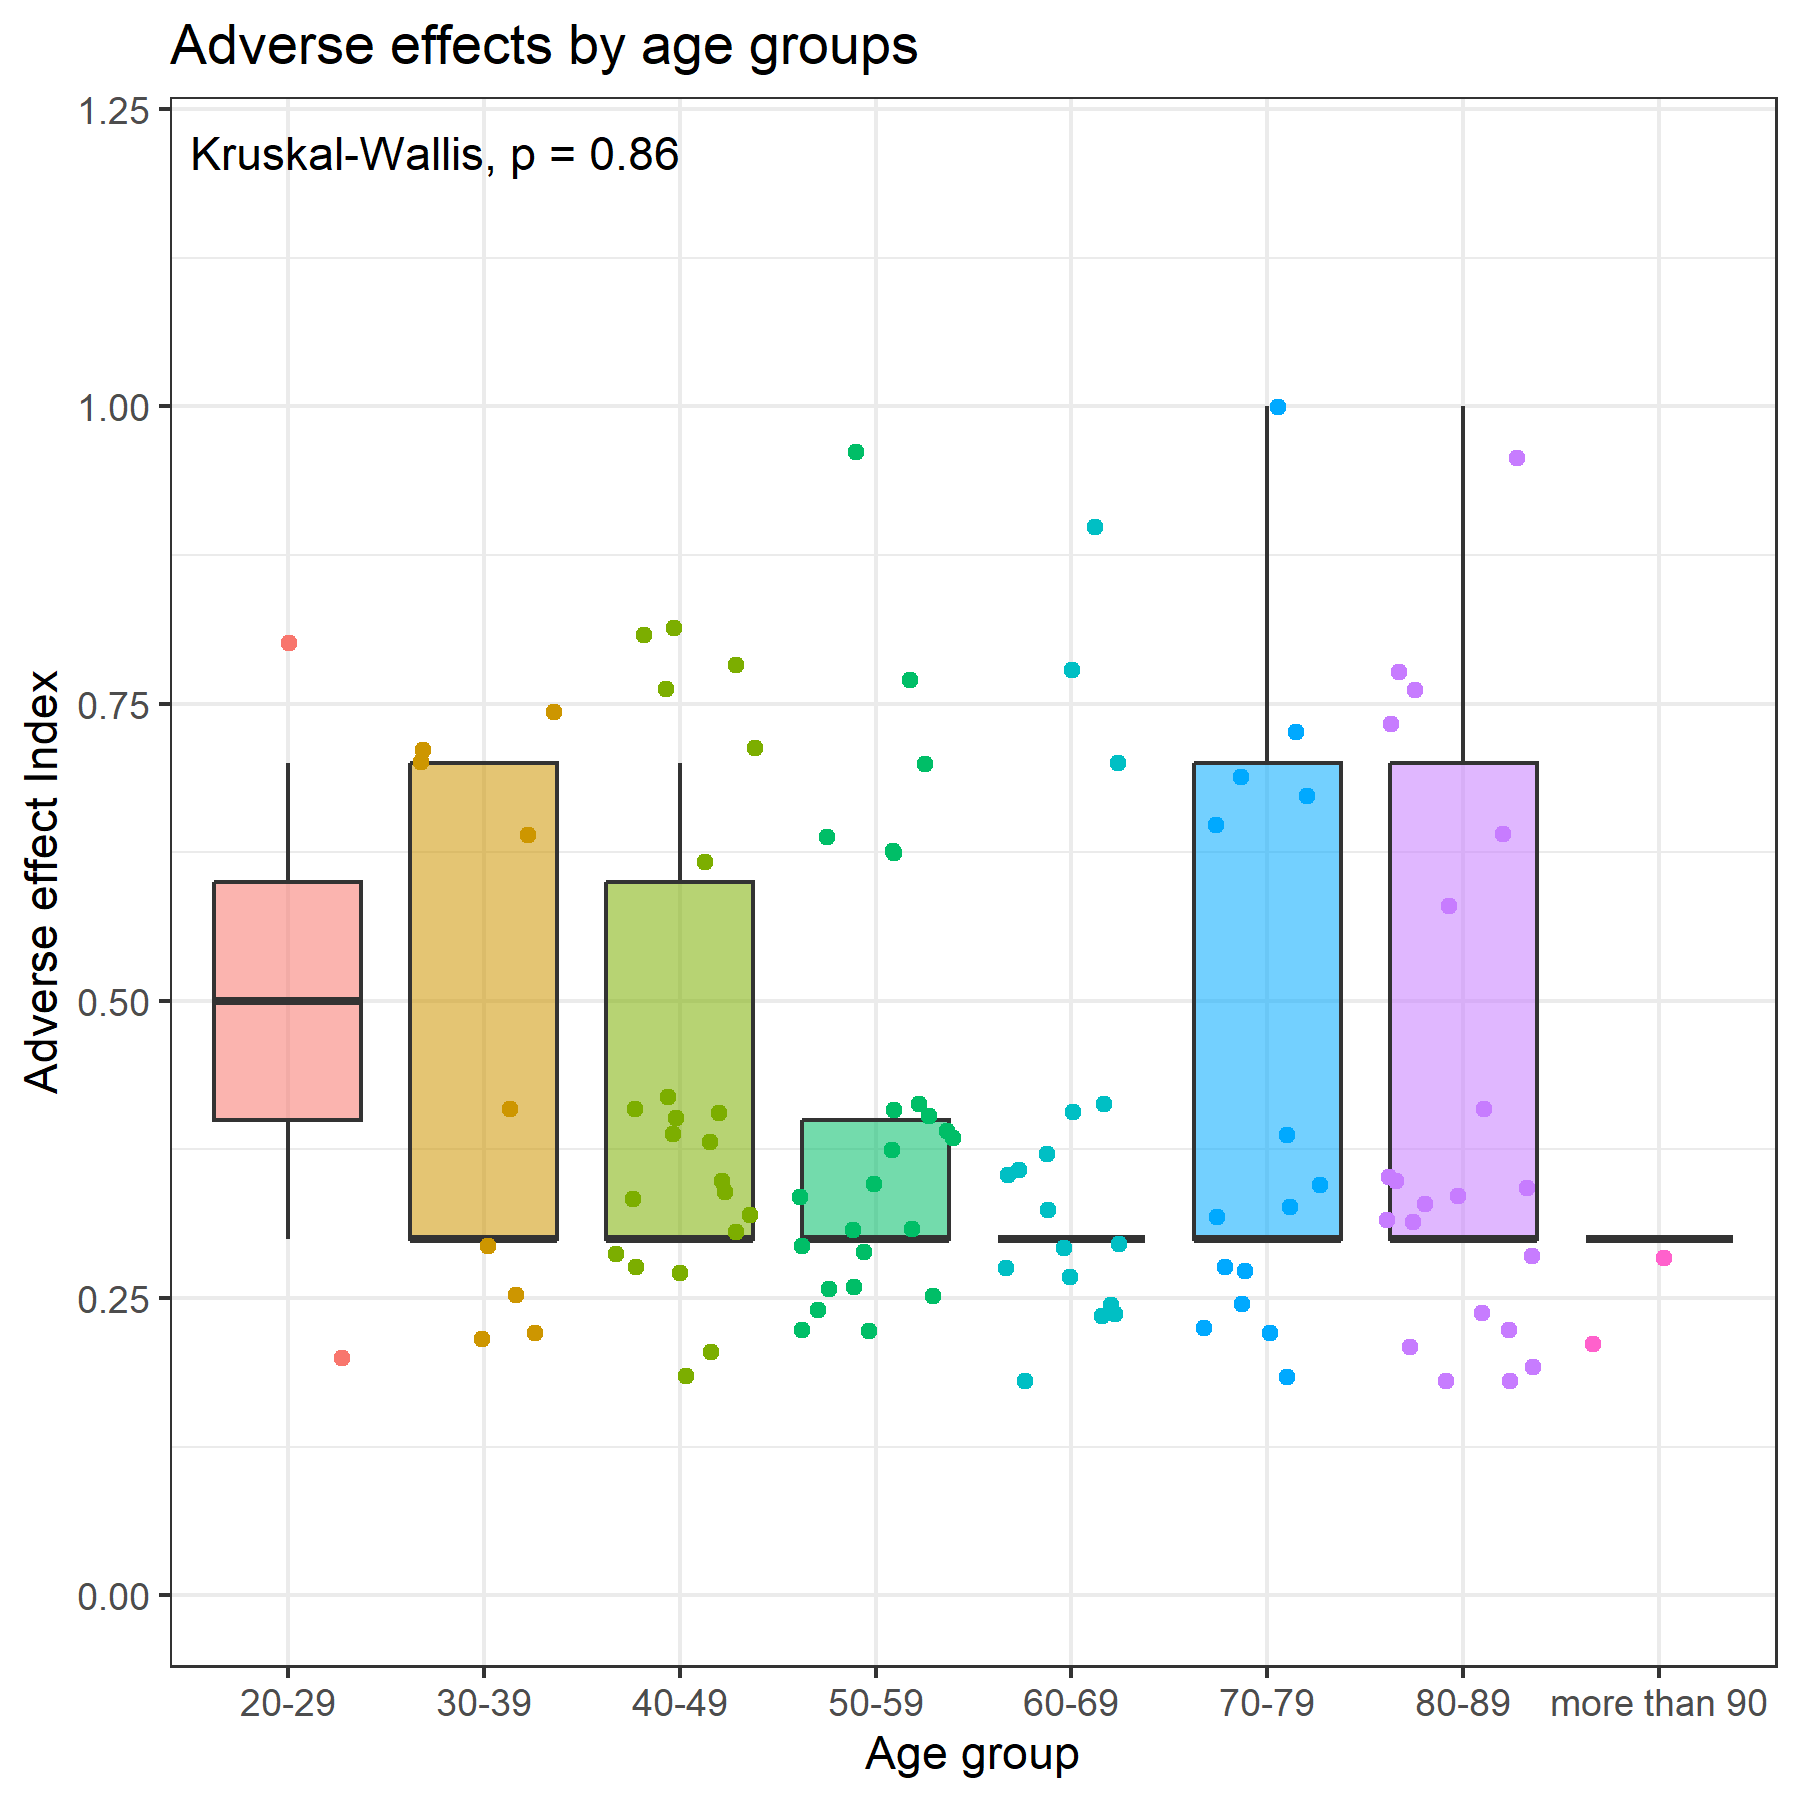 Adverse effects by age groups
Kruskal-Wallis, p = 0.86
Adverse effect Index
1.25
1.00
0.75
0.50
0.25
0.00
20-29 30-39 40-49 50-59 60-69 70-79 80-89 more than 90
Age group